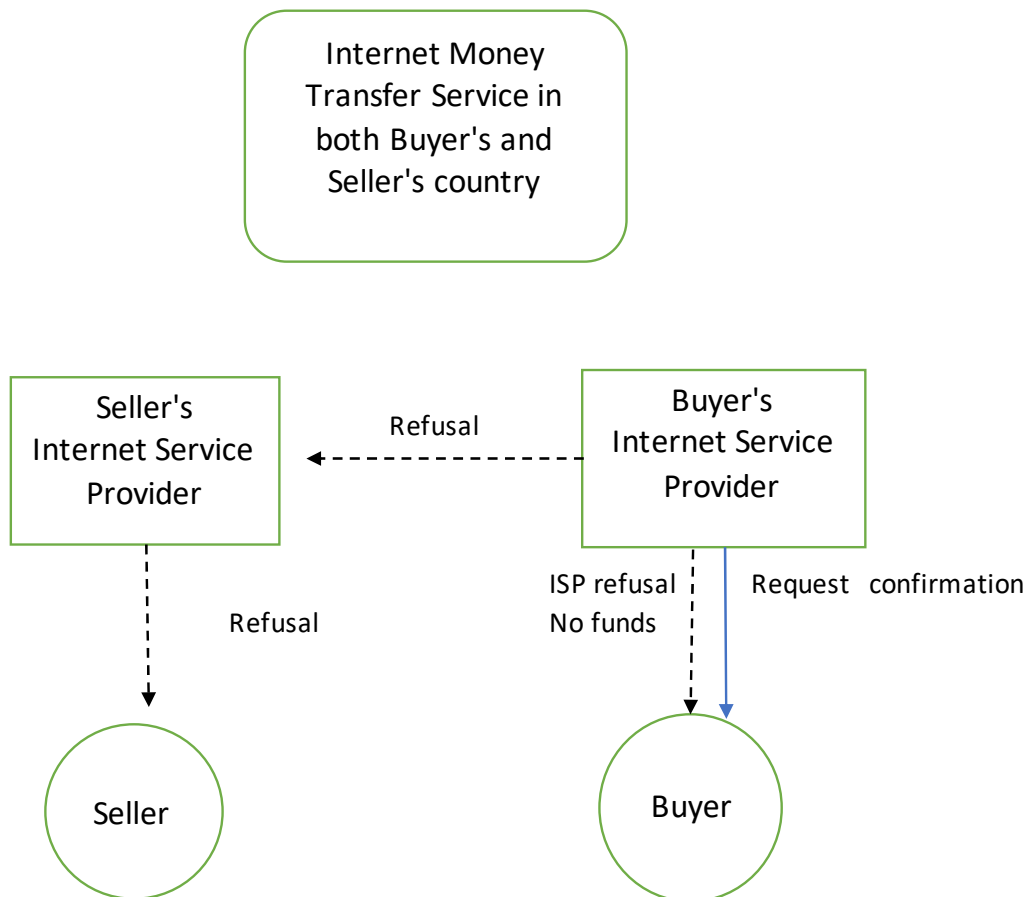 Internet Money
Transfer Service in
both Buyer's and
Seller's country
Seller's
Internet Service
Provider
Refusal
Buyer's
Internet Service
Provider
Refusal
ISP refusal
No funds
Request confirmation
Seller
Buyer